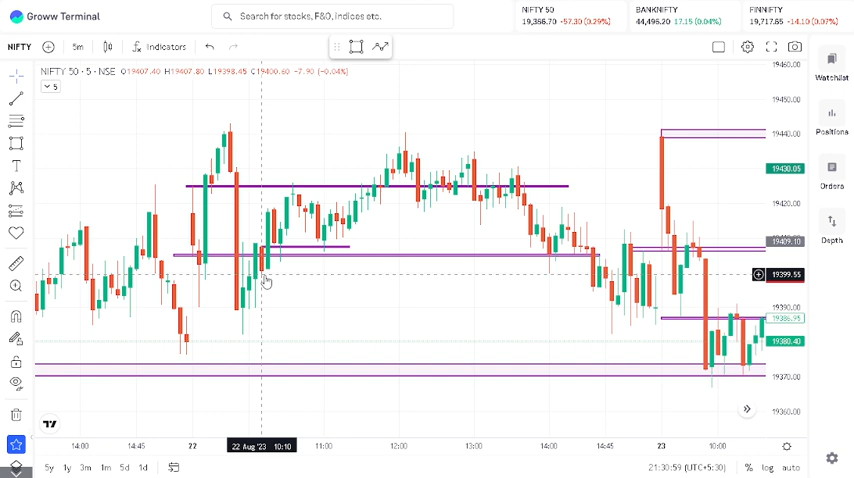 Groww Terminal
Search for stocks, F&O, Indices etc.
NIFTY 50
19,386.70 -57.30 (0.29%)
BANKNIFTY
44,496.20 17.15 (0.04%)
FINNIFTY
19,717.65 -14.10 (0.07%)
NIFTY
5m
Indicators
NIFTY 50 · 5 · NSE O19407.40 H19407.80 L19398.45 C19400.60 -7.90 (-0.04%)
5
19460.00
19450.00
19440.00
19430.05
19420.00
19409.10
19399.55
19390.00
19386.95
19380.40
19370.00
19360.00
Watchlist
Positions
Orders
Depth
14:00
14:45
22
22 Aug '23 10:10
11:00
12:00
13:00
14:00
14:45
23
10:00
5y
1y
3m
1m
5d
1d
21:30:59 (UTC+5:30)
%
log
auto